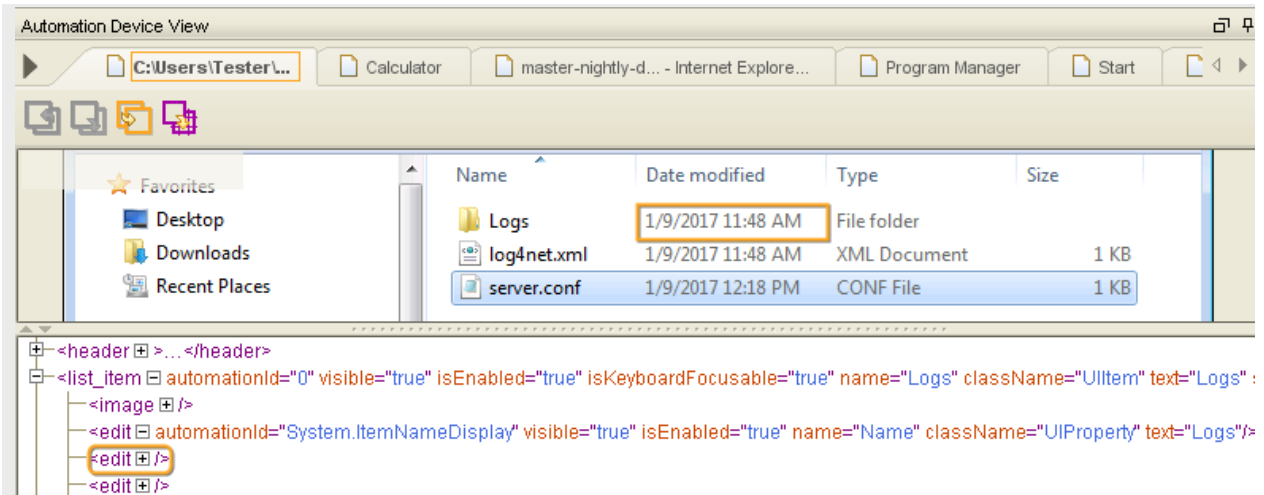 Automation Device View
C:\Users\Tester\... Calculator master-nightly-d... - Internet Explore... Program Manager Start
Name Date modified Type Size
Favorites
Desktop Logs 1/9/2017 11:48 AM File folder
Downloads log4net.xml 1/9/2017 11:48 AM XML Document 1 KB
Recent Places server.conf 1/9/2017 12:18 PM CONF File 1 KB
<header >...</header>
<list_item automationId="0" visible="true" isEnabled="true" isKeyboardFocusable="true" name="Logs" className="UIItem" text="Logs"
<image />
<edit automationId="System.ItemNameDisplay" visible="true" isEnabled="true" name="Name" className="UIProperty" text="Logs"/>
<edit />
<edit />